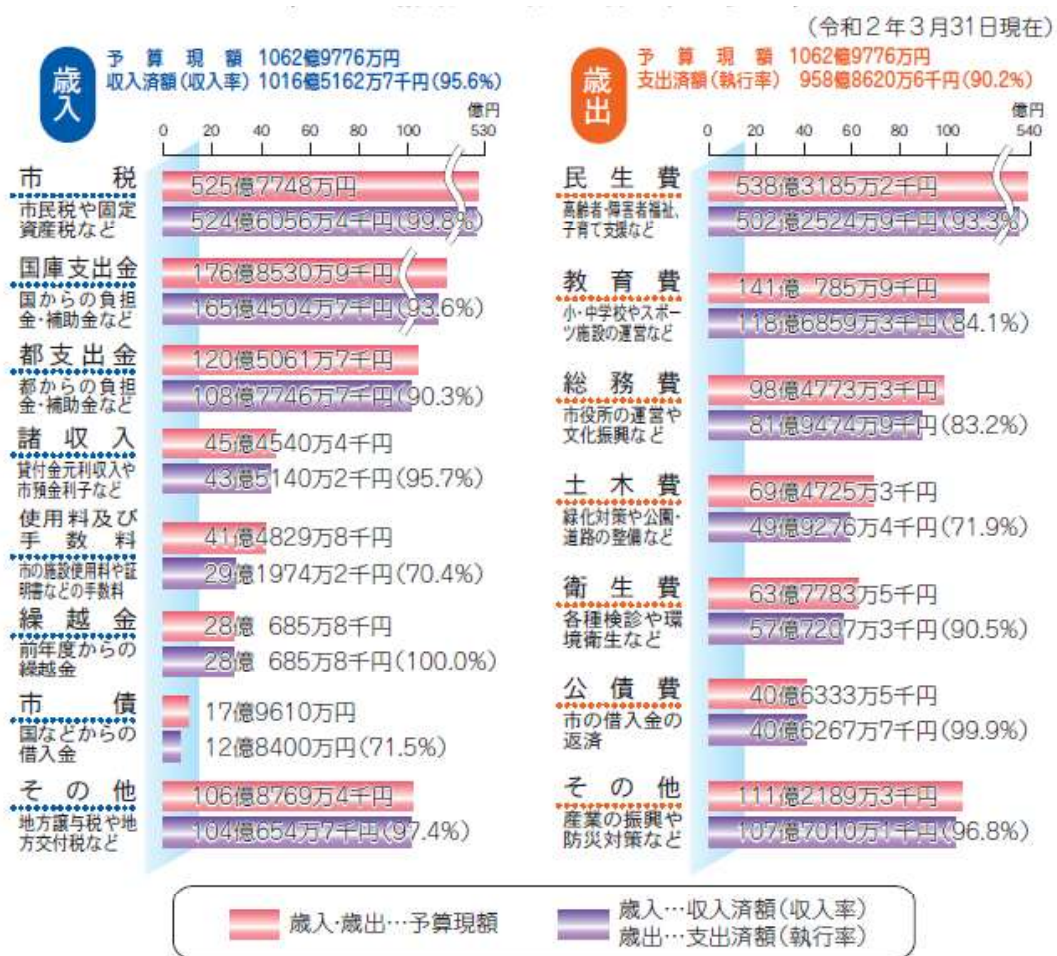 (令和2年3月31日現在)
歳入
予算現額 1062億9776万円
収入済額(収入率) 1016億5162万7千円(95.6%)
億円
0 20 40 60 80 100 530
市税
525億7748万円
市民税や固定
資産税など
524億6056万4千円(99.8%)
国庫支出金
176億8530万9千円
国からの負担
金・補助金など
165億4504万7千円(93.6%)
都支出金
120億5061万7千円
都からの負担
金・補助金など
108億7746万7千円(90.3%)
諸収入
45億4540万4千円
貸付金元利収入や
市預金利子など
43億5140万2千円(95.7%)
使用料及び
手数料
41億4829万8千円
市の施設使用料や証
明書などの手数料
29億1974万2千円(70.4%)
繰越金
28億 685万8千円
前年度からの
繰越金
28億 685万8千円(100.0%)
市債
17億9610万円
国などからの
借入金
12億8400万円(71.5%)
その他
106億8769万4千円
地方譲与税や地
方交付税など
104億654万7千円(97.4%)
歳出
予算現額 1062億9776万円
支出済額(執行率) 958億8620万6千円(90.2%)
億円
0 20 40 60 80 100 540
民生費
538億3185万2千円
高齢者・障害者福祉、
子育て支援など
502億2524万9千円(93.3%)
教育費
141億 785万9千円
小・中学校やスポー
ツ施設の運営など
118億6859万3千円(84.1%)
総務費
98億4773万3千円
市役所の運営や
文化振興など
81億9474万9千円(83.2%)
土木費
69億4725万3千円
緑化対策や公園・
道路の整備など
49億9276万4千円(71.9%)
衛生費
63億7783万5千円
各種検診や環
境衛生など
57億7207万3千円(90.5%)
公債費
40億6333万5千円
市の借入金の
返済
40億6267万7千円(99.9%)
その他
111億2189万3千円
産業の振興や
防災対策など
107億7010万1千円(96.8%)
歳入・歳出…予算現額
歳入…収入済額(収入率)
歳出…支出済額(執行率)